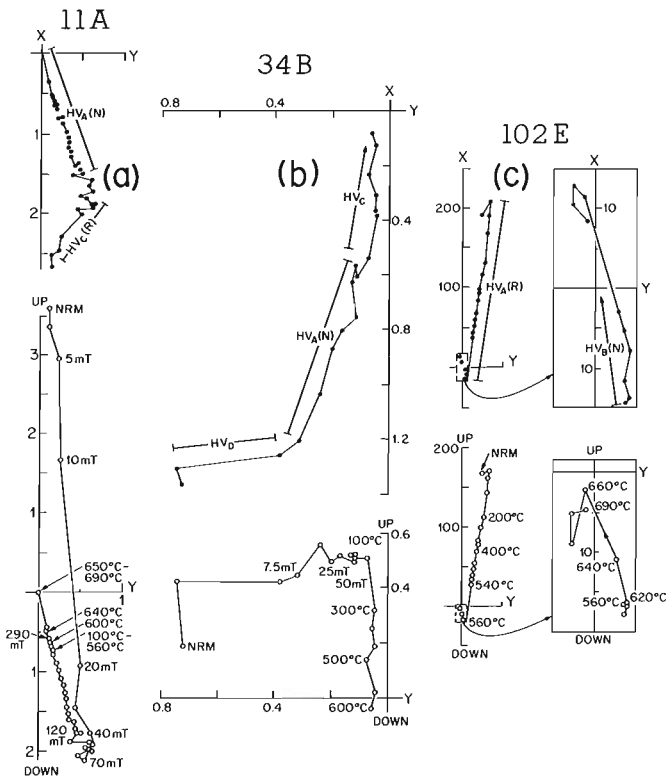 11A
X
Y
HVA(N)
1
(a)
2
HVC(R)
UP
NRM
3
5mT
2
10mT
1
650°C-
690°C
Y
1
640°C
600°C
290
mT
100°C-
560°C
1
20mT
120
mT
40mT
2
70mT
DOWN
34B
X
0.8
0.4
Y
(b)
HVC
0.4
HVA(N)
0.8
HVD
1.2
UP
100°C
0.6
7.5mT
25mT
50mT
0.4
300°C
NRM
500°C
Y
0.8
0.4
600°C
DOWN
102E
X
(c)
200
HVA(R)
100
Y
0
X
10
HVB(N)
10
UP
200
NRM
200°C
100
400°C
540°C
Y
0
560°C
DOWN
UP
Y
660°C
690°C
10
640°C
620°C
560°C
DOWN